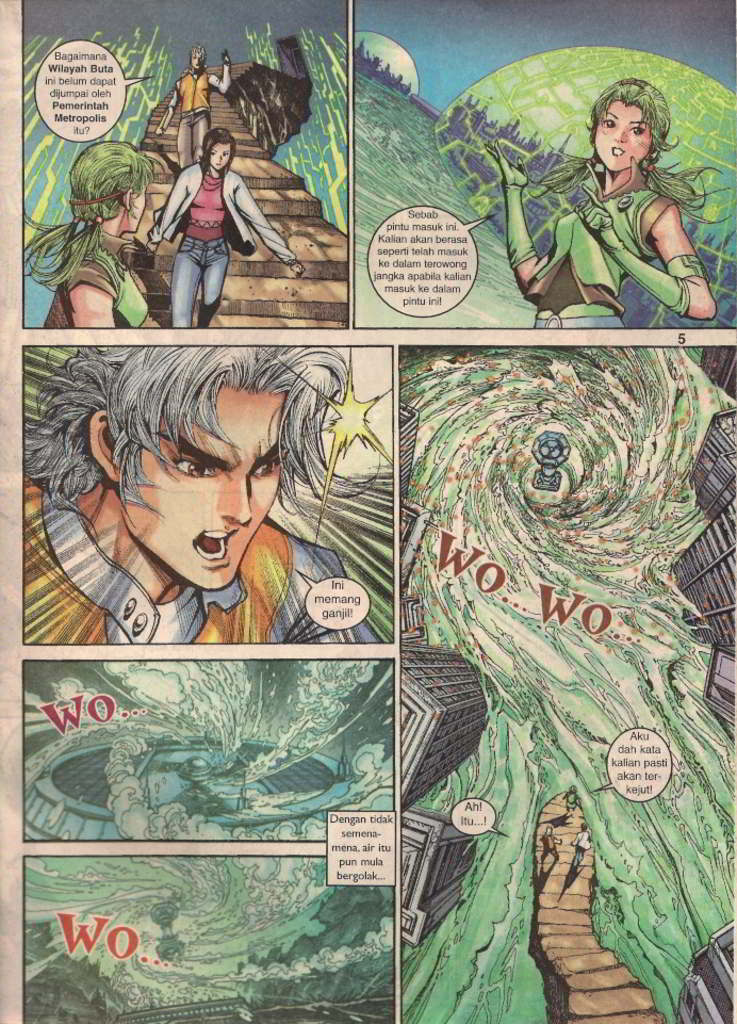 Bagaimana
Wilayah Buta
ini belum dapat
dijumpai oleh
Pemerintah
Metropolis
itu?
Sebab
pintu masuk ini.
Kalian akan berasa
seperti telah masuk
ke dalam terowong
jangka apabila kalian
masuk ke dalam
pintu ini!
5
Ini
memang
ganjil!
WO...WO...
WO...
Dengan tidak
semena-
mena, air itu
pun mula
bergolak...
WO...
Aku
dah kata
kalian pasti
akan ter-
kejut!
Ah!
Itu...!